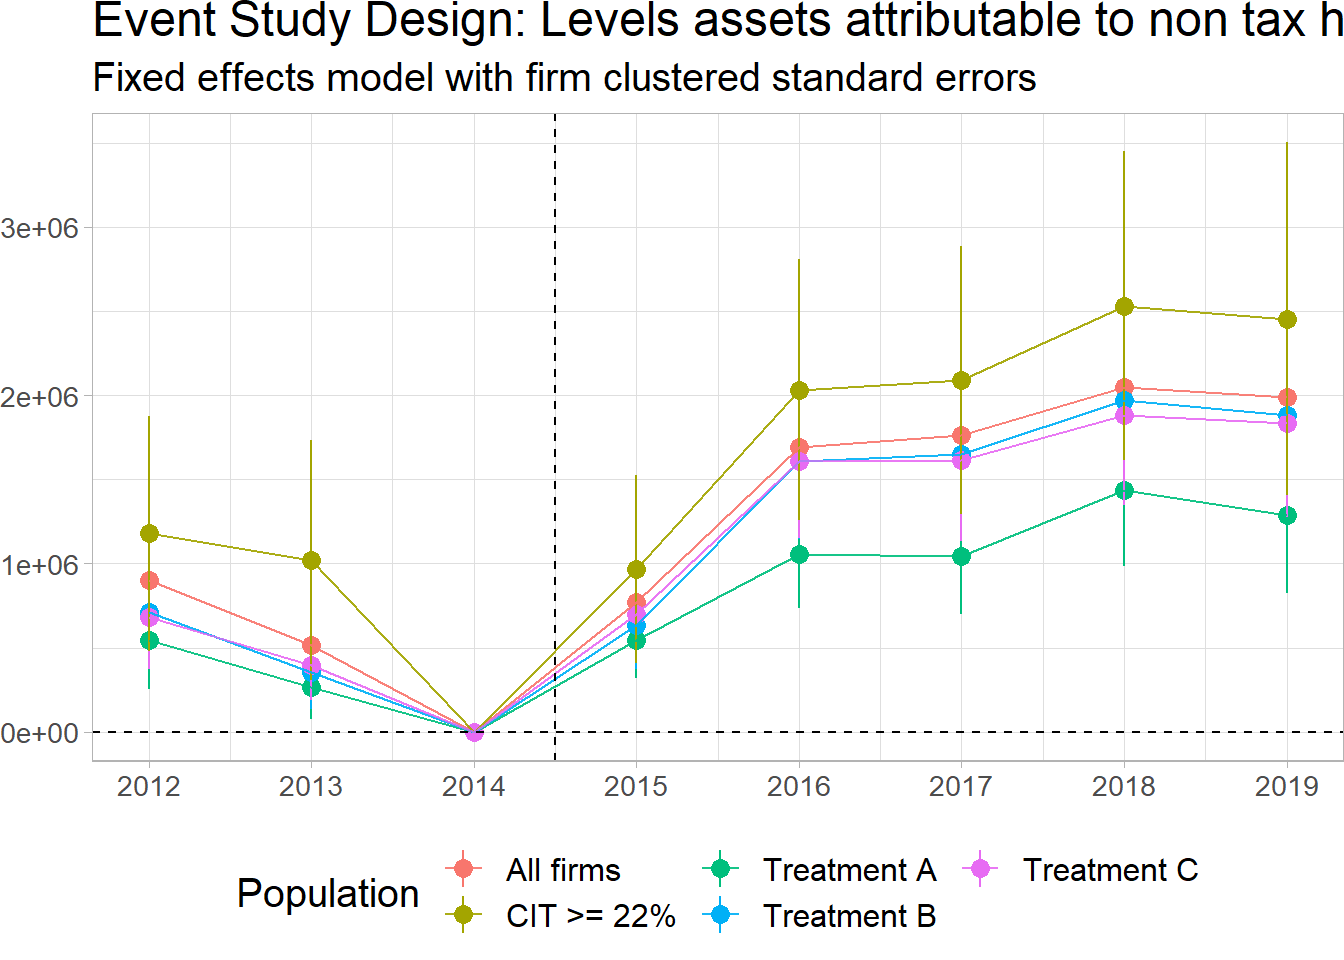 Event Study Design: Levels assets attributable to non tax h
Fixed effects model with firm clustered standard errors
3e+06
2e+06
1e+06
0e+00
2012 2013 2014 2015 2016 2017 2018 2019
Population
All firms Treatment A Treatment C
CIT >= 22% Treatment B